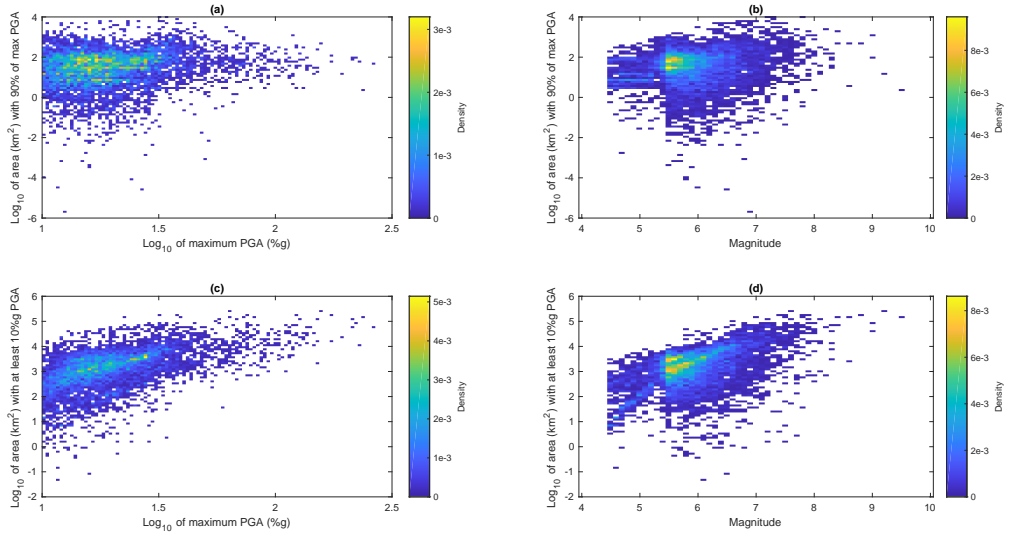 (a)
Log10 of area (km2) with 90% of max PGA
4
2
0
-2
-4
-6
1
1.5
2
2.5
Log10 of maximum PGA (%g)
3e-3
2e-3
1e-3
0
Density
(b)
Log10 of area (km2) with 90% of max PGA
4
2
0
-2
-4
-6
4
5
6
7
8
9
10
Magnitude
8e-3
6e-3
4e-3
2e-3
0
Density
(c)
Log10 of area (km2) with at least 10%g PGA
6
5
4
3
2
1
0
-1
-2
1
1.5
2
2.5
Log10 of maximum PGA (%g)
5e-3
4e-3
3e-3
2e-3
1e-3
0
Density
(d)
Log10 of area (km2) with at least 10%g PGA
6
5
4
3
2
1
0
-1
-2
4
5
6
7
8
9
10
Magnitude
8e-3
6e-3
4e-3
2e-3
0
Density